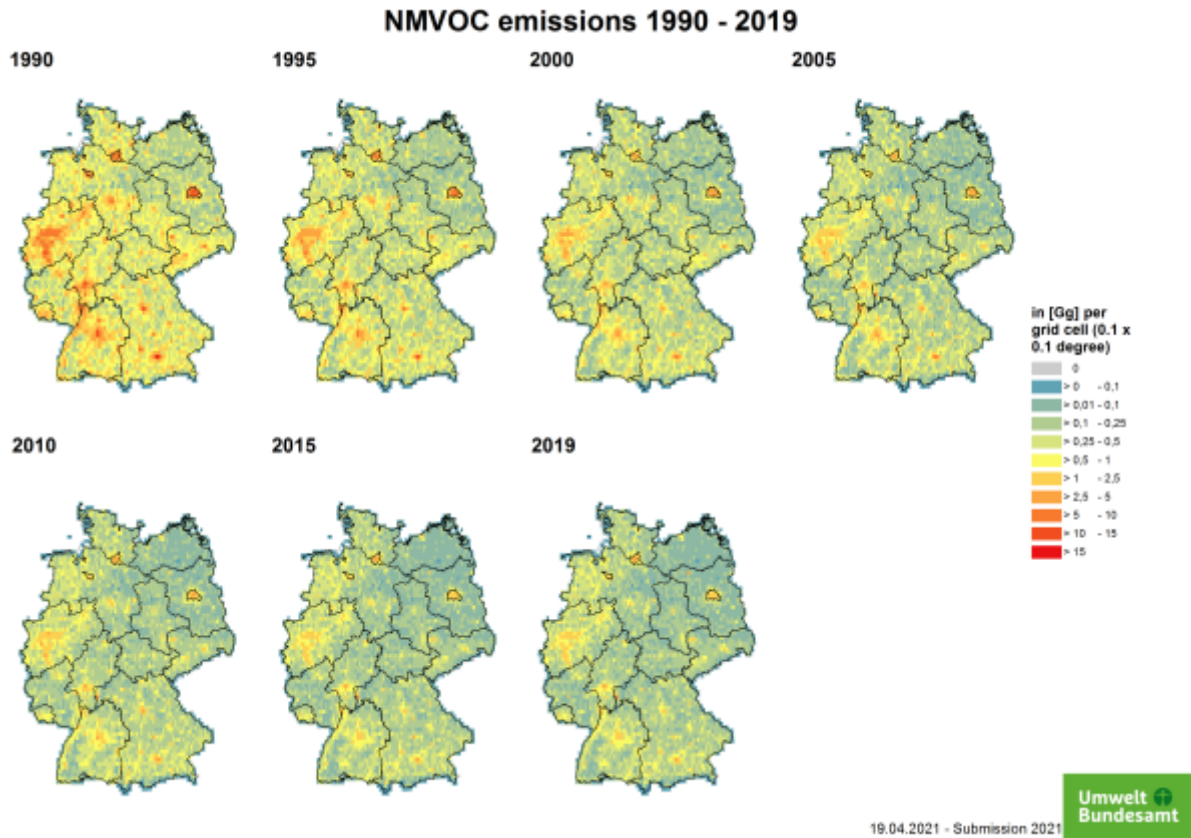 NMVOC emissions 1990 - 2019
1990
1995
2000
2005
in [Gg] per
grid cell (0.1 x
0.1 degree)
0
> 0 - 0,1
> 0,01 - 0,1
> 0,1 - 0,25
> 0,25 - 0,5
> 0,5 - 1
> 1 - 2,5
> 2,5 - 5
> 5 - 10
> 10 - 15
> 15
2010
2015
2019
Umwelt
Bundesamt
19.04.2021 - Submission 2021